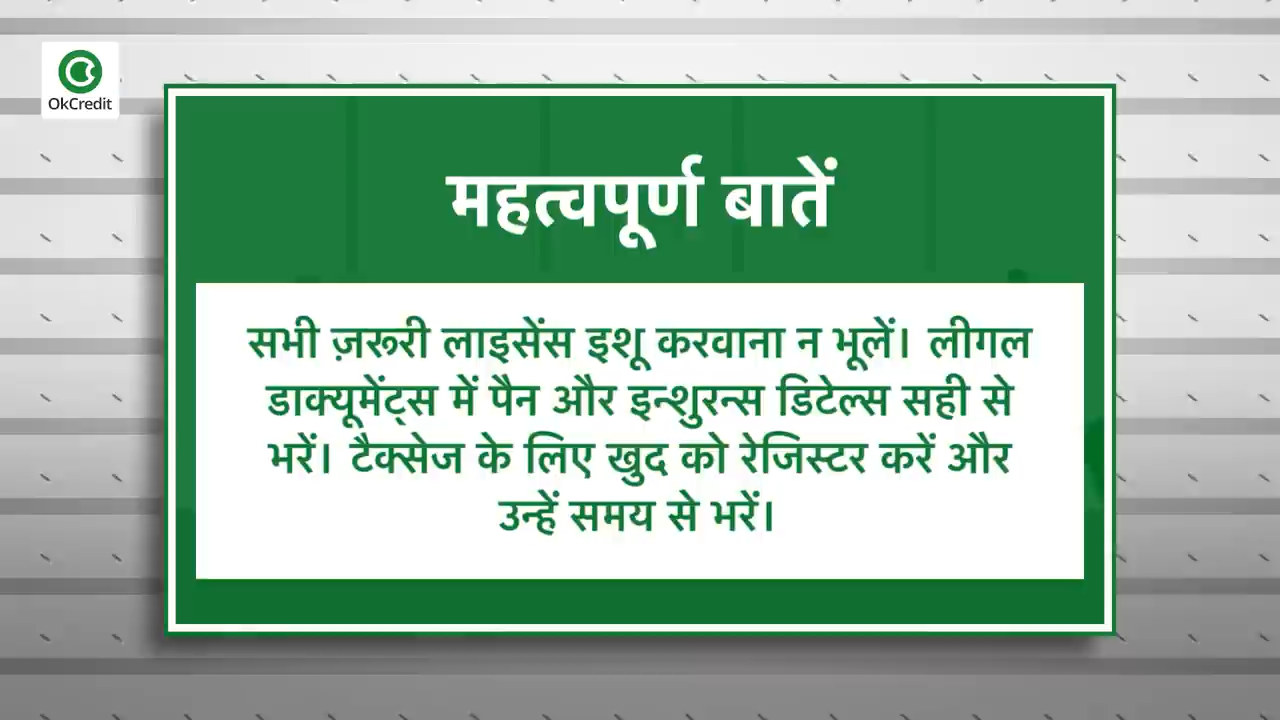 OkCredit
महत्वपूर्ण बातें
सभी ज़रूरी लाइसेंस इशू करवाना न भूलें। लीगल
डाक्यूमेंट्स में पैन और इन्शुरन्स डिटेल्स सही से
भरें। टैक्सेज के लिए खुद को रेजिस्टर करें और
उन्हें समय से भरें।